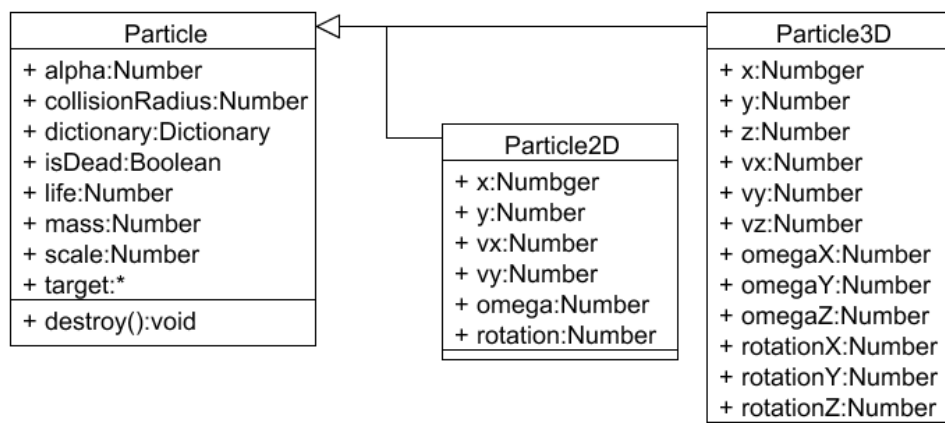 Particle
+ alpha:Number
+ collisionRadius:Number
+ dictionary:Dictionary
+ isDead:Boolean
+ life:Number
+ mass:Number
+ scale:Number
+ target:*
+ destroy():void
Particle2D
+ x:Numbger
+ y:Number
+ vx:Number
+ vy:Number
+ omega:Number
+ rotation:Number
Particle3D
+ x:Numbger
+ y:Number
+ z:Number
+ vx:Number
+ vy:Number
+ vz:Number
+ omegaX:Number
+ omegaY:Number
+ omegaZ:Number
+ rotationX:Number
+ rotationY:Number
+ rotationZ:Number